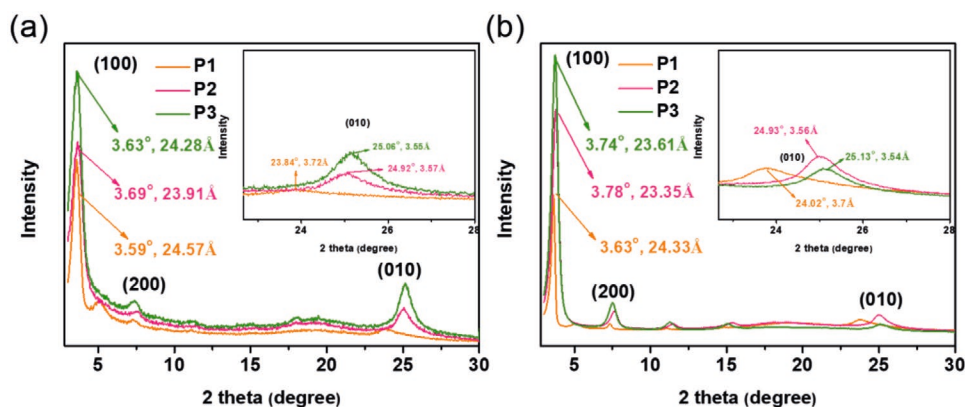 (a)
(100)
P1
P2
P3
3.63°, 24.28Å
3.69°, 23.91Å
3.59°, 24.57Å
(200)
(010)
Intensity
5 10 15 20 25 30
2 theta (degree)
Intensity
(010)
25.06°, 3.55Å
23.84°, 3.72Å
24.92°, 3.57Å
24 26 28
2 theta (degree)
(b)
(100)
P1
P2
P3
3.74°, 23.61Å
3.78°, 23.35Å
3.63°, 24.33Å
(200)
(010)
Intensity
5 10 15 20 25 30
2 theta (degree)
Intensity
24.93°, 3.56Å
(010)
25.13°, 3.54Å
24.02°, 3.7Å
24 26 28
2 theta (degree)